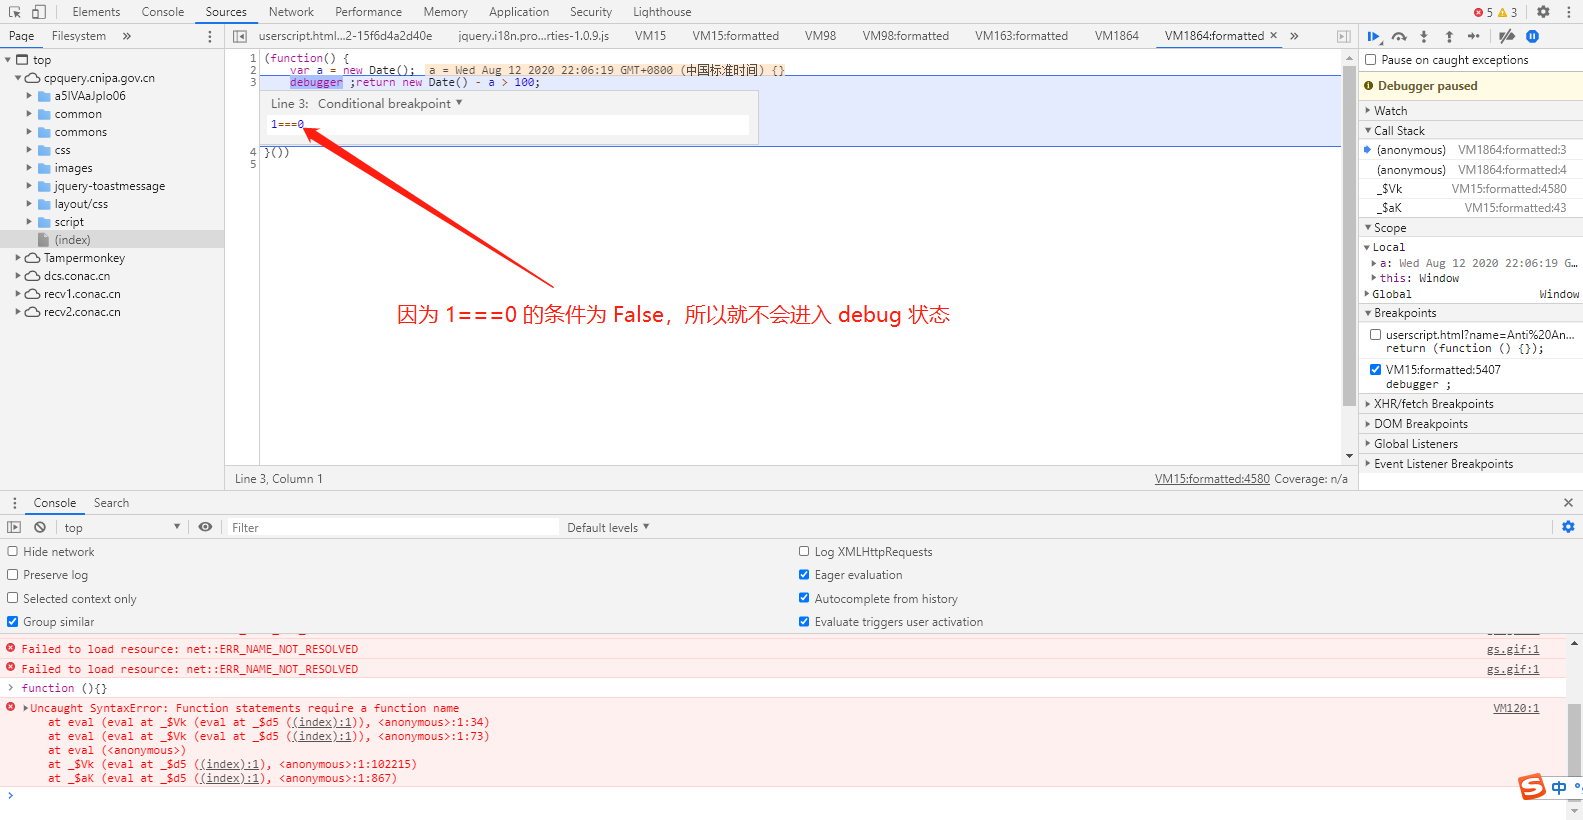 Elements Console Sources Network Performance Memory Application Security Lighthouse 5 3
Page Filesystem » userscript.html…2-15f6d4a2d40e jquery.i18n.pro…rties-1.0.9.js VM15 VM15:formatted VM98 VM98:formatted VM163:formatted VM1864 VM1864:formatted × »
top
cpquery.cnipa.gov.cn
a5IVAaJpIo06
common
commons
css
images
jquery-toastmessage
layout/css
script
(index)
Tampermonkey
dcs.conac.cn
recv1.conac.cn
recv2.conac.cn
1 (function() {
2 var a = new Date(); a = Wed Aug 12 2020 22:06:19 GMT+0800 (中国标准时间) {}
3 debugger ;return new Date() - a > 100;
Line 3: Conditional breakpoint
1===0
4 }())
5
因为 1===0 的条件为 False，所以就不会进入 debug 状态
Line 3, Column 1 VM15:formatted:4580 Coverage: n/a
Pause on caught exceptions
Debugger paused
Watch
Call Stack
(anonymous) VM1864:formatted:3
(anonymous) VM1864:formatted:4
_$Vk VM15:formatted:4580
_$aK VM15:formatted:43
Scope
Local
a: Wed Aug 12 2020 22:06:19 G…
this: Window
Global Window
Breakpoints
userscript.html?name=Anti%20An…
return (function () {});
VM15:formatted:5407
debugger ;
XHR/fetch Breakpoints
DOM Breakpoints
Global Listeners
Event Listener Breakpoints
Console Search
top Filter Default levels
Hide network Log XMLHttpRequests
Preserve log Eager evaluation
Selected context only Autocomplete from history
Group similar Evaluate triggers user activation
Failed to load resource: net::ERR_NAME_NOT_RESOLVED gs.gif:1
Failed to load resource: net::ERR_NAME_NOT_RESOLVED gs.gif:1
function (){}
Uncaught SyntaxError: Function statements require a function name VM120:1
at eval (eval at _$Vk (eval at _$d5 ((index):1)), <anonymous>:1:34)
at eval (eval at _$Vk (eval at _$d5 ((index):1)), <anonymous>:1:73)
at eval (<anonymous>)
at _$Vk (eval at _$d5 ((index):1), <anonymous>:1:102215)
at _$aK (eval at _$d5 ((index):1), <anonymous>:1:867)
中